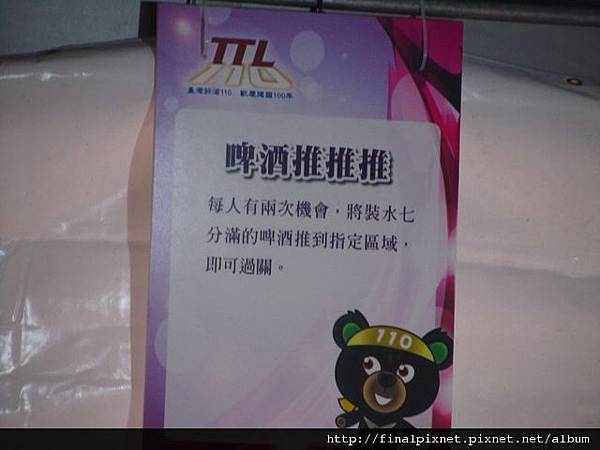 TTL
110
臺灣菸酒110 歡慶建國100年
啤酒推推推
每人有兩次機會，將裝水七
分滿的啤酒推到指定區域，
即可過關。
110
http://finalpixnet.pixnet.net/album